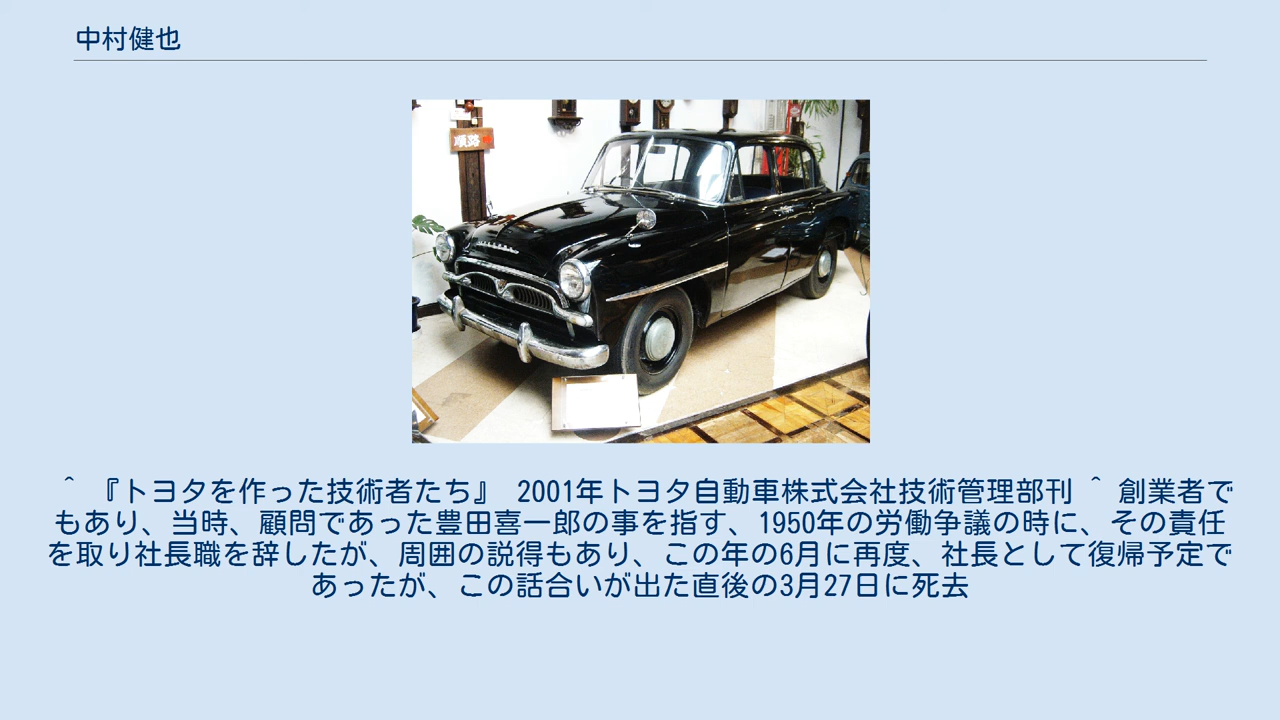 中村健也
順路
^ 『トヨタを作った技術者たち』 2001年トヨタ自動車株式会社技術管理部刊 ^ 創業者で
もあり、当時、顧問であった豊田喜一郎の事を指す、1950年の労働争議の時に、その責任
を取り社長職を辞したが、周囲の説得もあり、この年の6月に再度、社長として復帰予定で
あったが、この話合いが出た直後の3月27日に死去